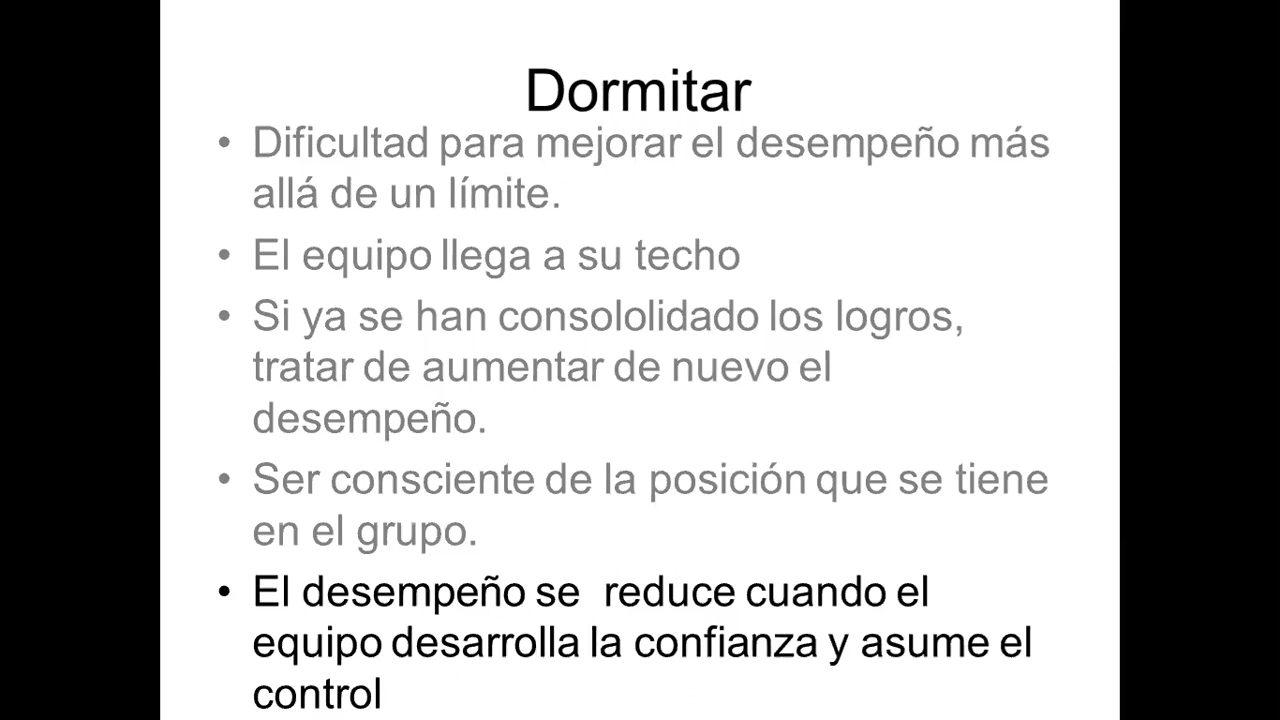 Dormitar
• Dificultad para mejorar el desempeño más
allá de un límite.
• El equipo llega a su techo
• Si ya se han consololidado los logros,
tratar de aumentar de nuevo el
desempeño.
• Ser consciente de la posición que se tiene
en el grupo.
• El desempeño se  reduce cuando el
equipo desarrolla la confianza y asume el
control